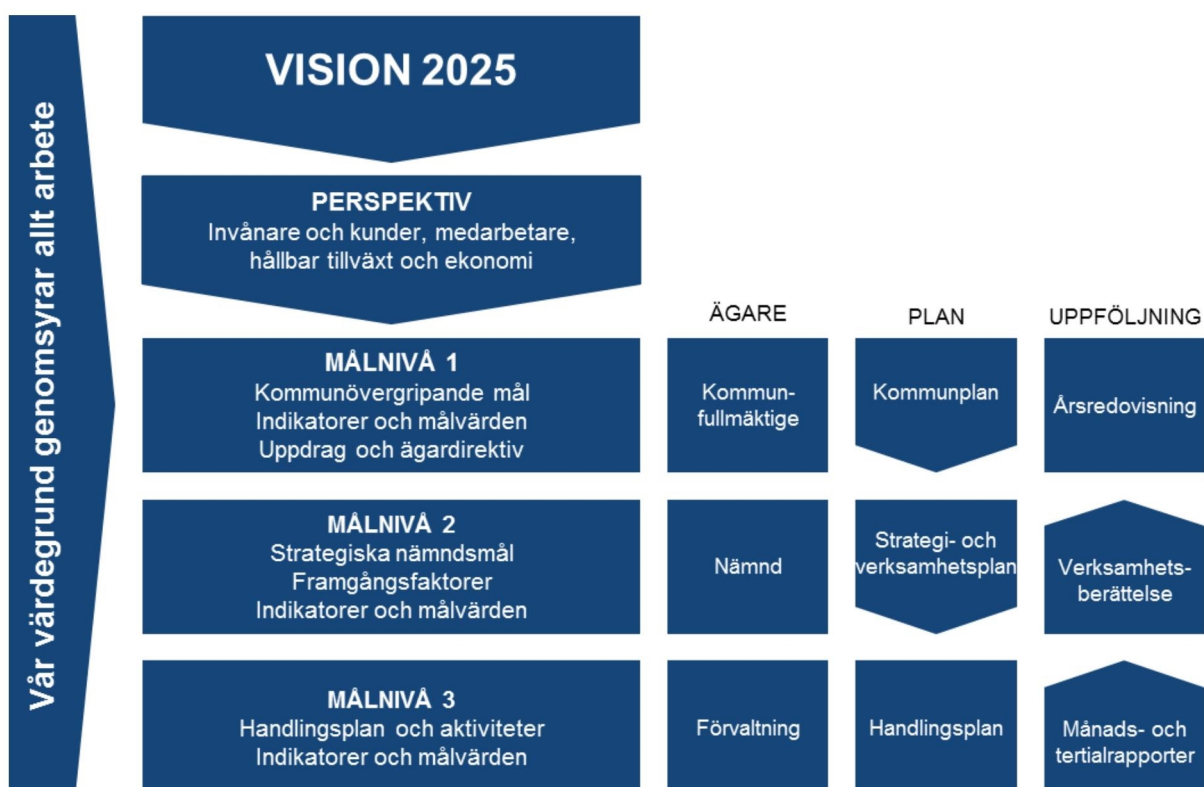 Vår värdegrund genomsyrar allt arbete
VISION 2025
PERSPEKTIV
Invånare och kunder, medarbetare,
hållbar tillväxt och ekonomi
ÄGARE
PLAN
UPPFÖLJNING
MÅLNIVÅ 1
Kommunövergripande mål
Indikatorer och målvärden
Uppdrag och ägardirektiv
Kommun-
fullmäktige
Kommunplan
Årsredovisning
MÅLNIVÅ 2
Strategiska nämndsmål
Framgångsfaktorer
Indikatorer och målvärden
Nämnd
Strategi- och
verksamhetsplan
Verksamhets-
berättelse
MÅLNIVÅ 3
Handlingsplan och aktiviteter
Indikatorer och målvärden
Förvaltning
Handlingsplan
Månads- och
tertialrapporter